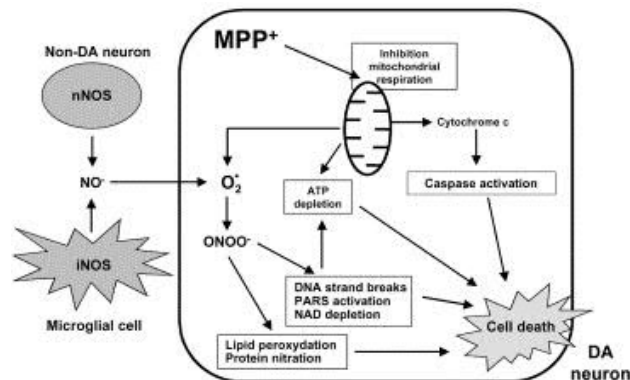 MPP+
Inhibition
mitochondrial
respiration
Non-DA neuron
nNOS
Cytochrome c
NO-
O2•
ATP
depletion
Caspase activation
ONOO-
iNOS
DNA strand breaks
PARS activation
NAD depletion
Microglial cell
Cell death
Lipid peroxydation
Protein nitration
DA
neuron